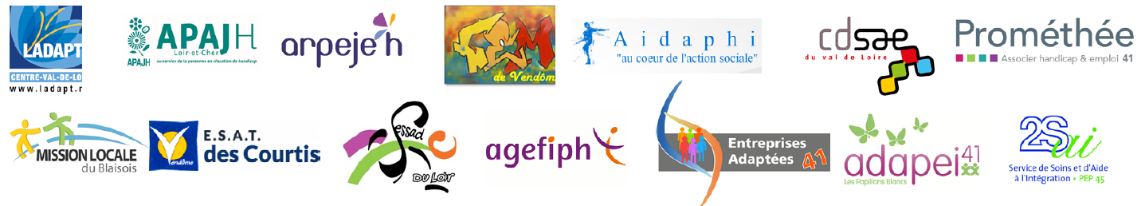 LADAPT
CENTRE-VAL-DE-LO
www.ladapt.r
APAJH
Loir-et-Cher
APAJH
arpeje'h
de Vendôm
Aidaphi
"au coeur de l'action sociale"
cdsae
du val de Loire
Prométhée
Associer handicap & emploi 41
MISSION LOCALE
du Blaisois
Vendôme
E.S.A.T.
des Courtis
Sessad
DU Loir
agefiph
Entreprises
Adaptées 41
adapei 41
Les Papillons Blancs
2Sai
Service de Soins et d'Aide
à l'Intégration • PEP 45